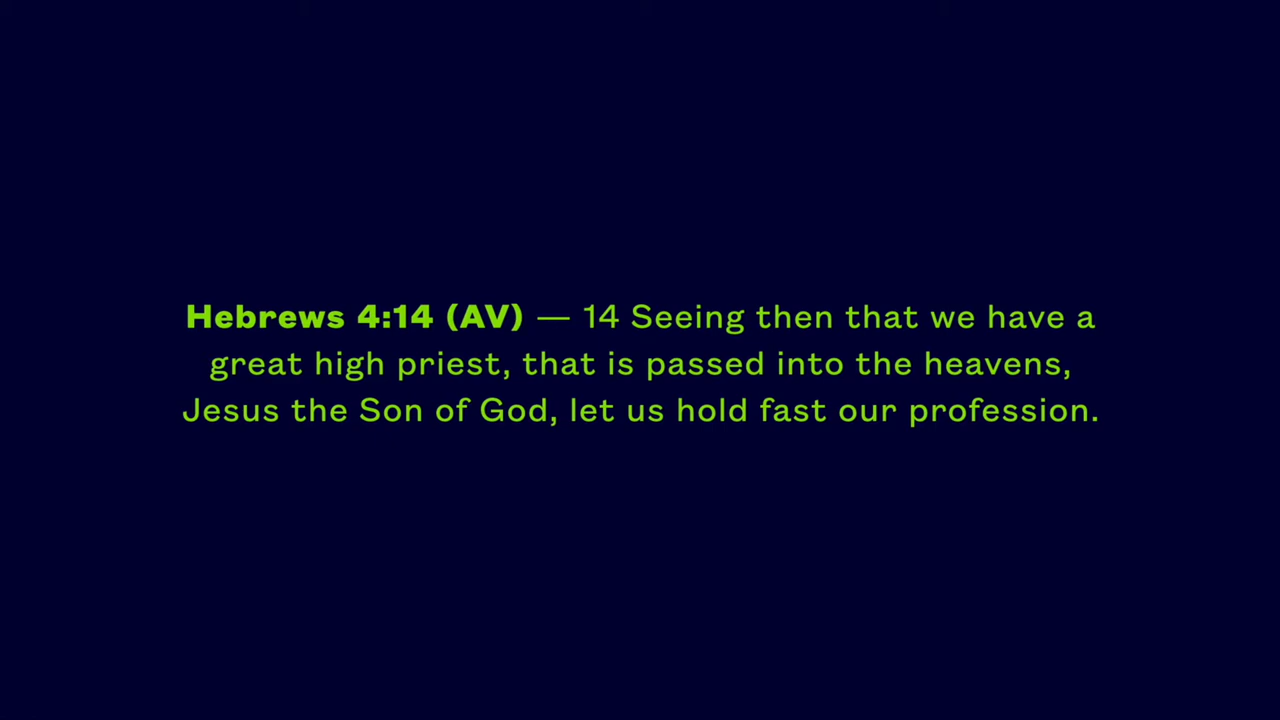 Hebrews 4:14 (AV) — 14 Seeing then that we have a
great high priest, that is passed into the heavens,
Jesus the Son of God, let us hold fast our profession.